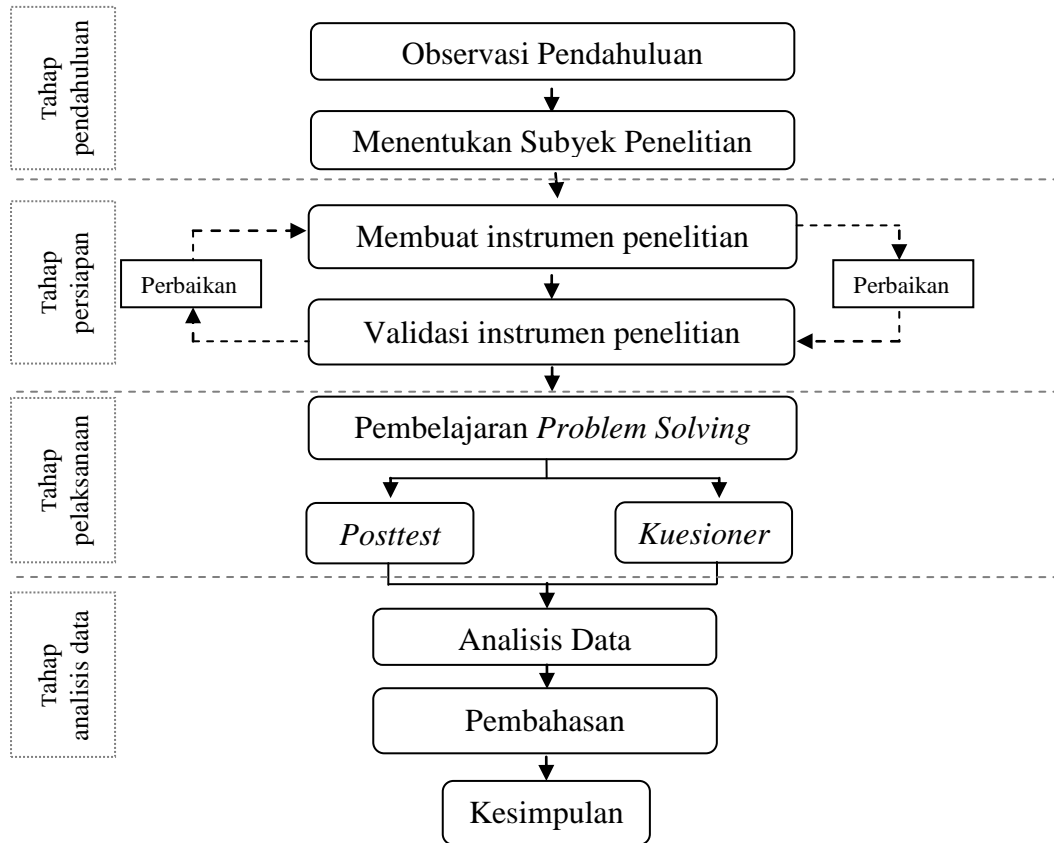 Tahap
pendahuluan
Observasi Pendahuluan
Menentukan Subyek Penelitian
Tahap
persiapan
Membuat instrumen penelitian
Perbaikan
Perbaikan
Validasi instrumen penelitian
Tahap
pelaksanaan
Pembelajaran Problem Solving
Posttest
Kuesioner
Tahap
analisis data
Analisis Data
Pembahasan
Kesimpulan